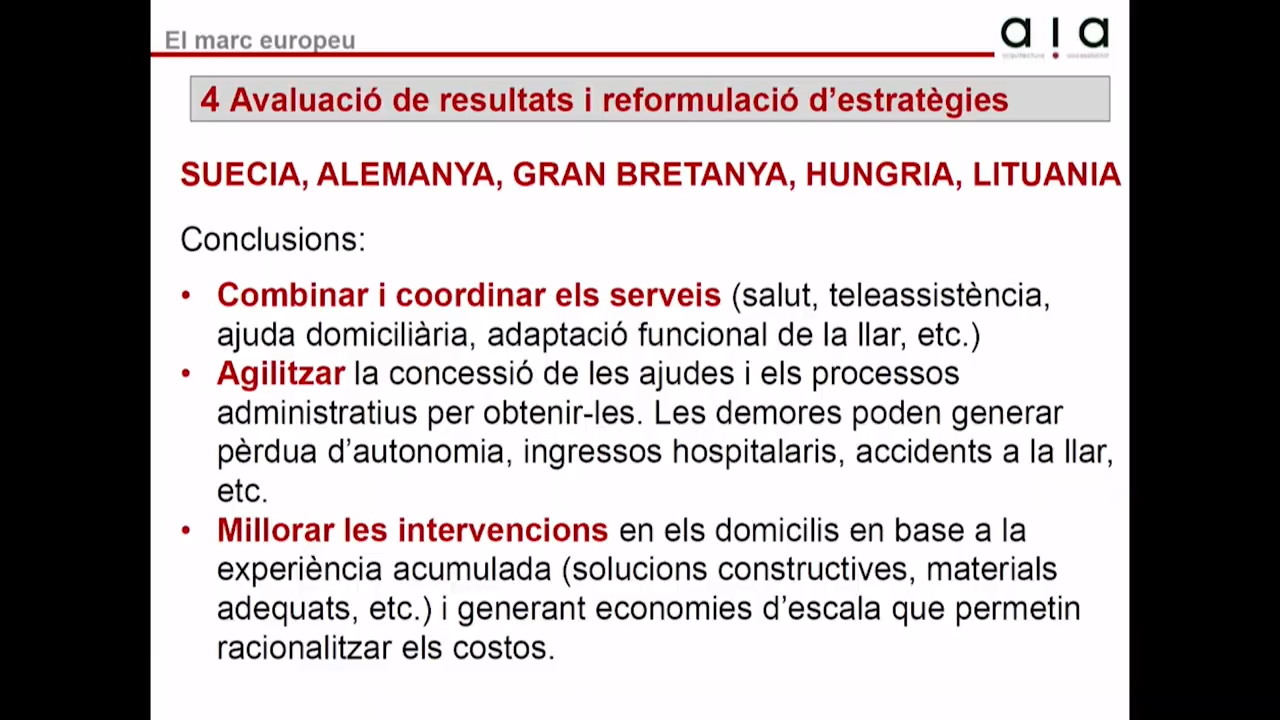 El marc europeu
a!a
4 Avaluació de resultats i reformulació d’estratègies
SUECIA, ALEMANYA, GRAN BRETANYA, HUNGRIA, LITUANIA
Conclusions:
• Combinar i coordinar els serveis (salut, teleassistència,
ajuda domiciliària, adaptació funcional de la llar, etc.)
• Agilitzar la concessió de les ajudes i els processos
administratius per obtenir-les. Les demores poden generar
pèrdua d’autonomia, ingressos hospitalaris, accidents a la llar,
etc.
• Millorar les intervencions en els domicilis en base a la
experiència acumulada (solucions constructives, materials
adequats, etc.) i generant economies d’escala que permetin
racionalitzar els costos.